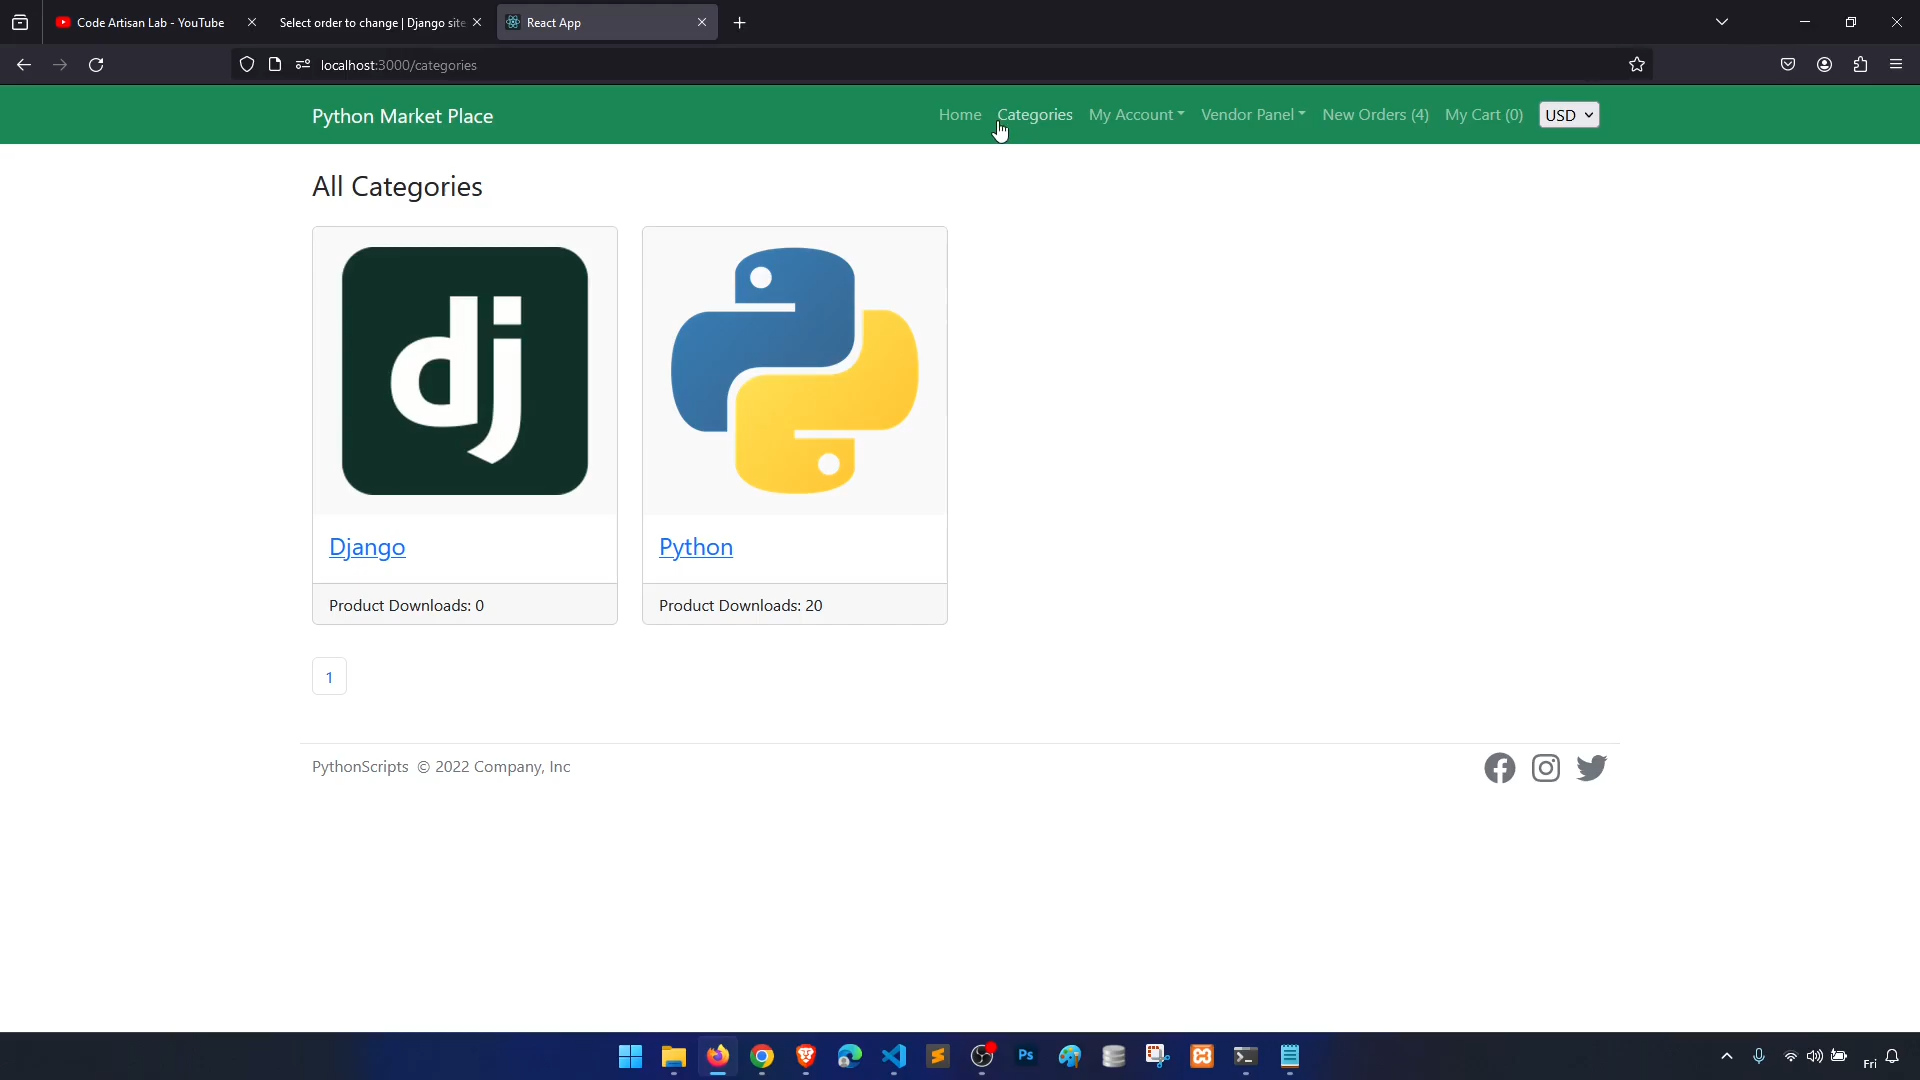 Code Artisan Lab - YouTube
Select order to change | Django site
React App
localhost:3000/categories
Python Market Place
Home
Categories
My Account
Vendor Panel
New Orders (4)
My Cart (0)
USD
All Categories
dj
Django
Product Downloads: 0
Python
Product Downloads: 20
1
PythonScripts © 2022 Company, Inc
Ps
Fri